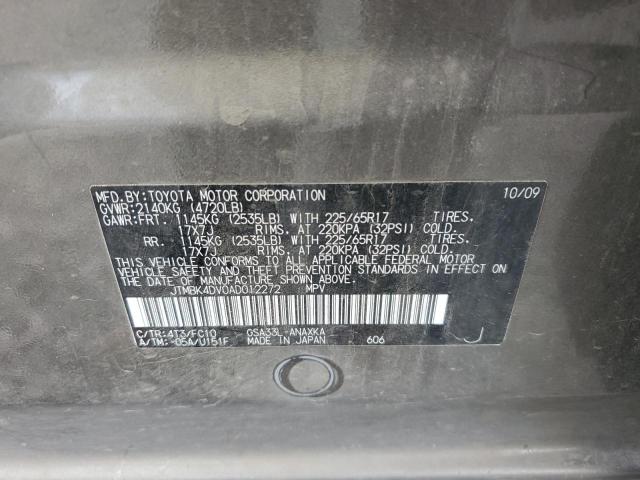 MFD.BY:TOYOTA MOTOR CORPORATION 10/09
GVWR:2140KG (4720LB)
GAWR:FRT. 1145KG (2535LB) WITH 225/65R17 TIRES.
17X7J RIMS. AT 220KPA (32PSI) COLD.
RR. 1145KG (2535LB) WITH 225/65R17 TIRES.
17X7J RIMS. AT 220KPA (32PSI) COLD.
THIS VEHICLE CONFORMS TO ALL APPLICABLE FEDERAL MOTOR
VEHICLE SAFETY AND THEFT PREVENTION STANDARDS IN EFFECT
ON THE DATE OF MANUFACTURE SHOWN ABOVE.
JTMBK4DV0AD012272 MPV
C/TR:4T3/FC10 GSA33L-ANAXKA
A/TM:-05A/U151F MADE IN JAPAN 606 J